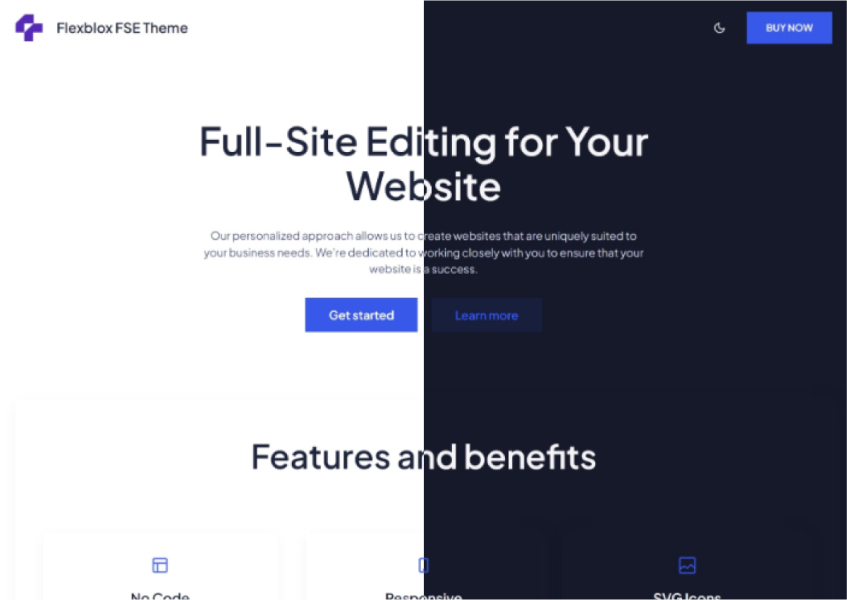 Flexblox FSE Theme
BUY NOW
Full-Site Editing for Your
Website
Our personalized approach allows us to create websites that are uniquely suited to
your business needs. We're dedicated to working closely with you to ensure that your
website is a success.
Get started
Learn more
Features and benefits
No Code
Responsive
SVG Icons